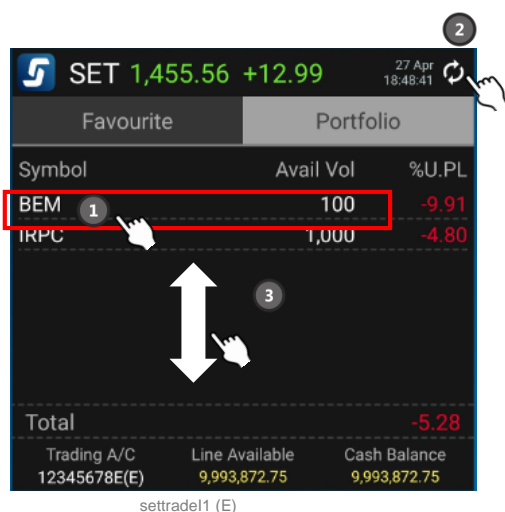 2
SET 1,455.56 +12.99 27 Apr
18:48:41
Favourite Portfolio
Symbol Avail Vol %U.PL
BEM 1 100 -9.91
IRPC 1,000 -4.80
3
Total -5.28
Trading A/C Line Available Cash Balance
12345678E(E) 9,993,872.75 9,993,872.75
settradeI1 (E)